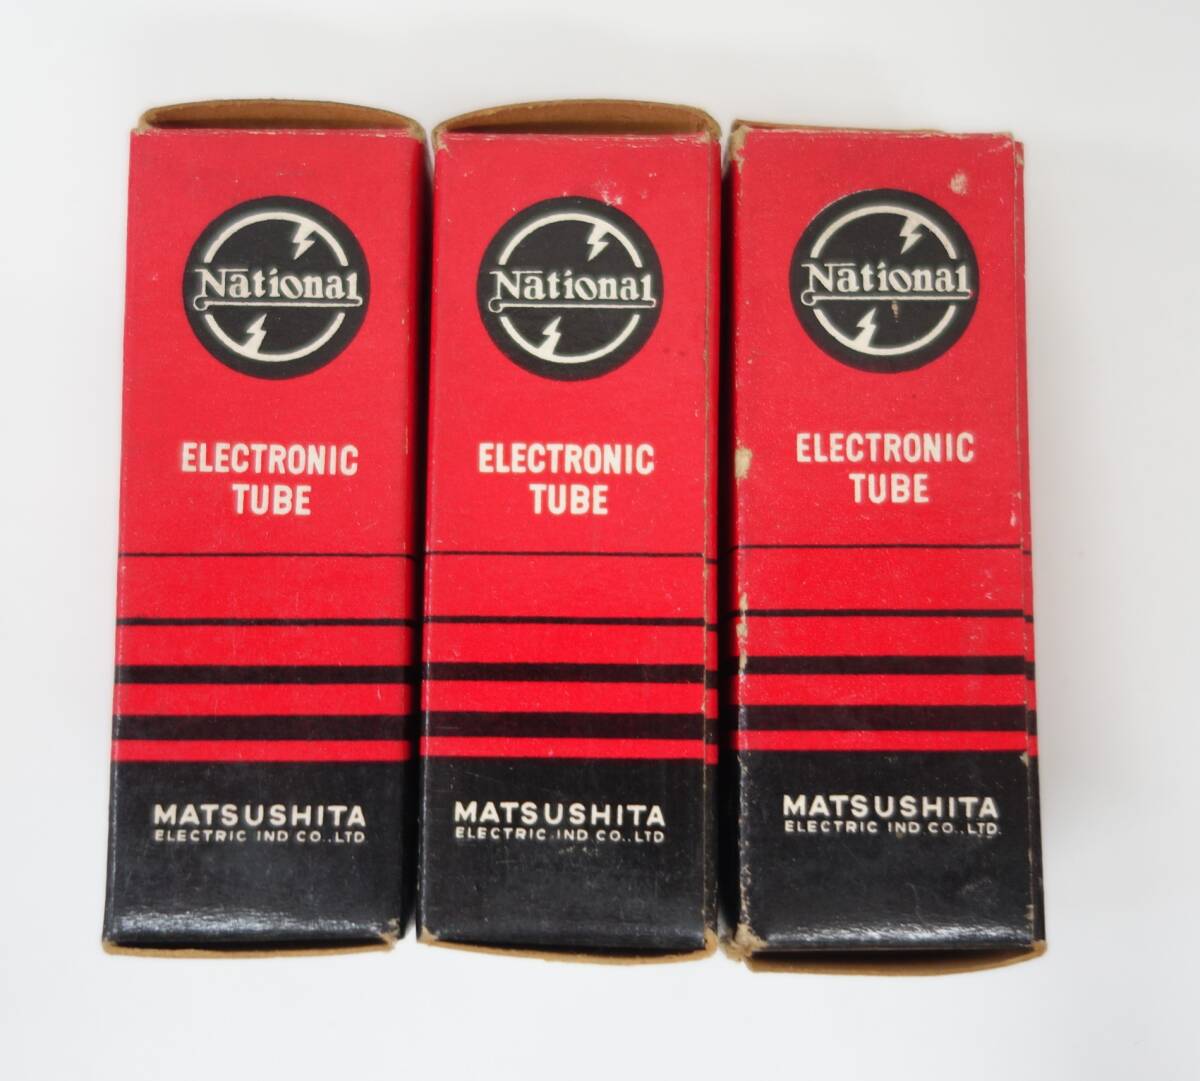 National
ELECTRONIC
TUBE
MATSUSHITA
ELECTRIC IND CO.,LTD
National
ELECTRONIC
TUBE
MATSUSHITA
ELECTRIC IND CO.,LTD
National
ELECTRONIC
TUBE
MATSUSHITA
ELECTRIC IND CO.,LTD.